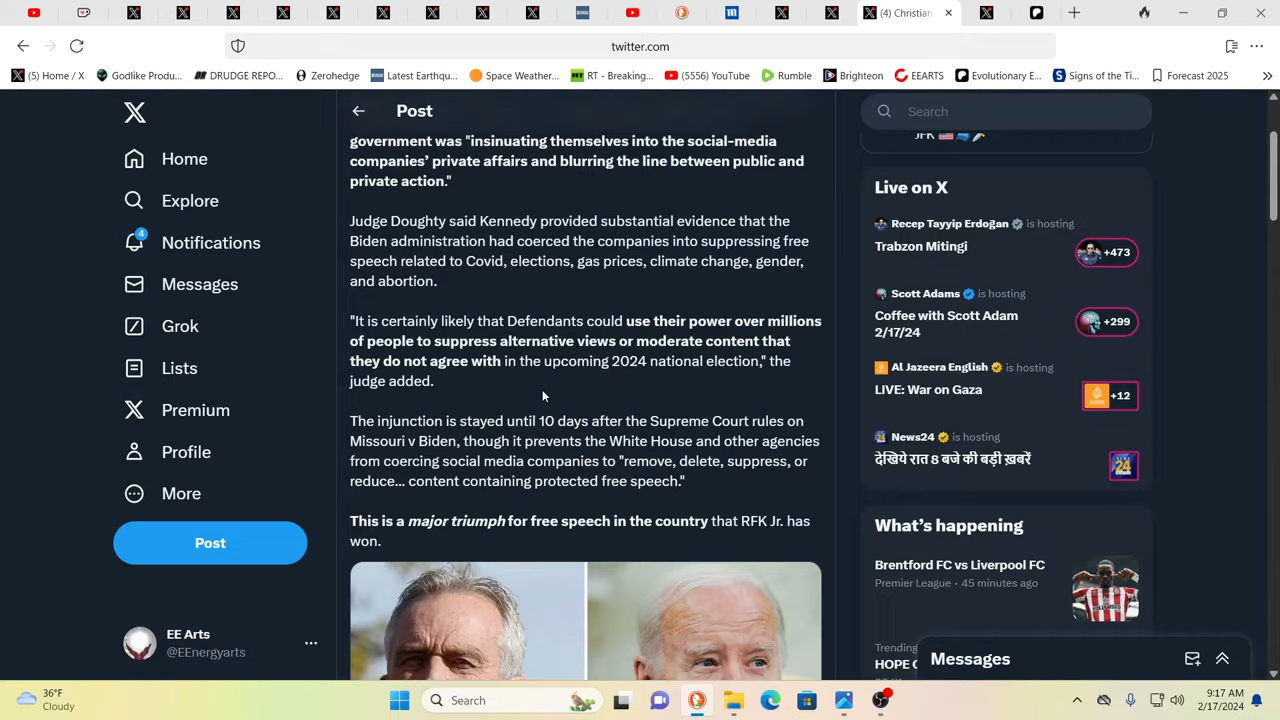 (4) Christian
twitter.com
(5) Home / X
Godlike Produ...
DRUDGE REPO...
Zerohedge
Latest Earthqu...
Space Weather...
RT - Breaking...
(5556) YouTube
Rumble
Brighteon
EEARTS
Evolutionary E...
Signs of the Ti...
Forecast 2025
Home
Explore
4
Notifications
Messages
Grok
Lists
Premium
Profile
More
Post
EE Arts
@EEnergyarts
Post
government was "insinuating themselves into the social-media
companies’ private affairs and blurring the line between public and
private action."
Judge Doughty said Kennedy provided substantial evidence that the
Biden administration had coerced the companies into suppressing free
speech related to Covid, elections, gas prices, climate change, gender,
and abortion.
"It is certainly likely that Defendants could use their power over millions
of people to suppress alternative views or moderate content that
they do not agree with in the upcoming 2024 national election," the
judge added.
The injunction is stayed until 10 days after the Supreme Court rules on
Missouri v Biden, though it prevents the White House and other agencies
from coercing social media companies to "remove, delete, suppress, or
reduce... content containing protected free speech."
This is a major triumph for free speech in the country that RFK Jr. has
won.
Search
JFK
Live on X
Recep Tayyip Erdoğan is hosting
Trabzon Mitingi
+473
Scott Adams is hosting
Coffee with Scott Adam
2/17/24
+299
Al Jazeera English is hosting
LIVE: War on Gaza
+12
News24 is hosting
देखिये रात 8 बजे की बड़ी ख़बरें
24
What’s happening
Brentford FC vs Liverpool FC
Premier League · 45 minutes ago
Trending
HOPE
Messages
36°F
Cloudy
Search
9:17 AM
2/17/2024